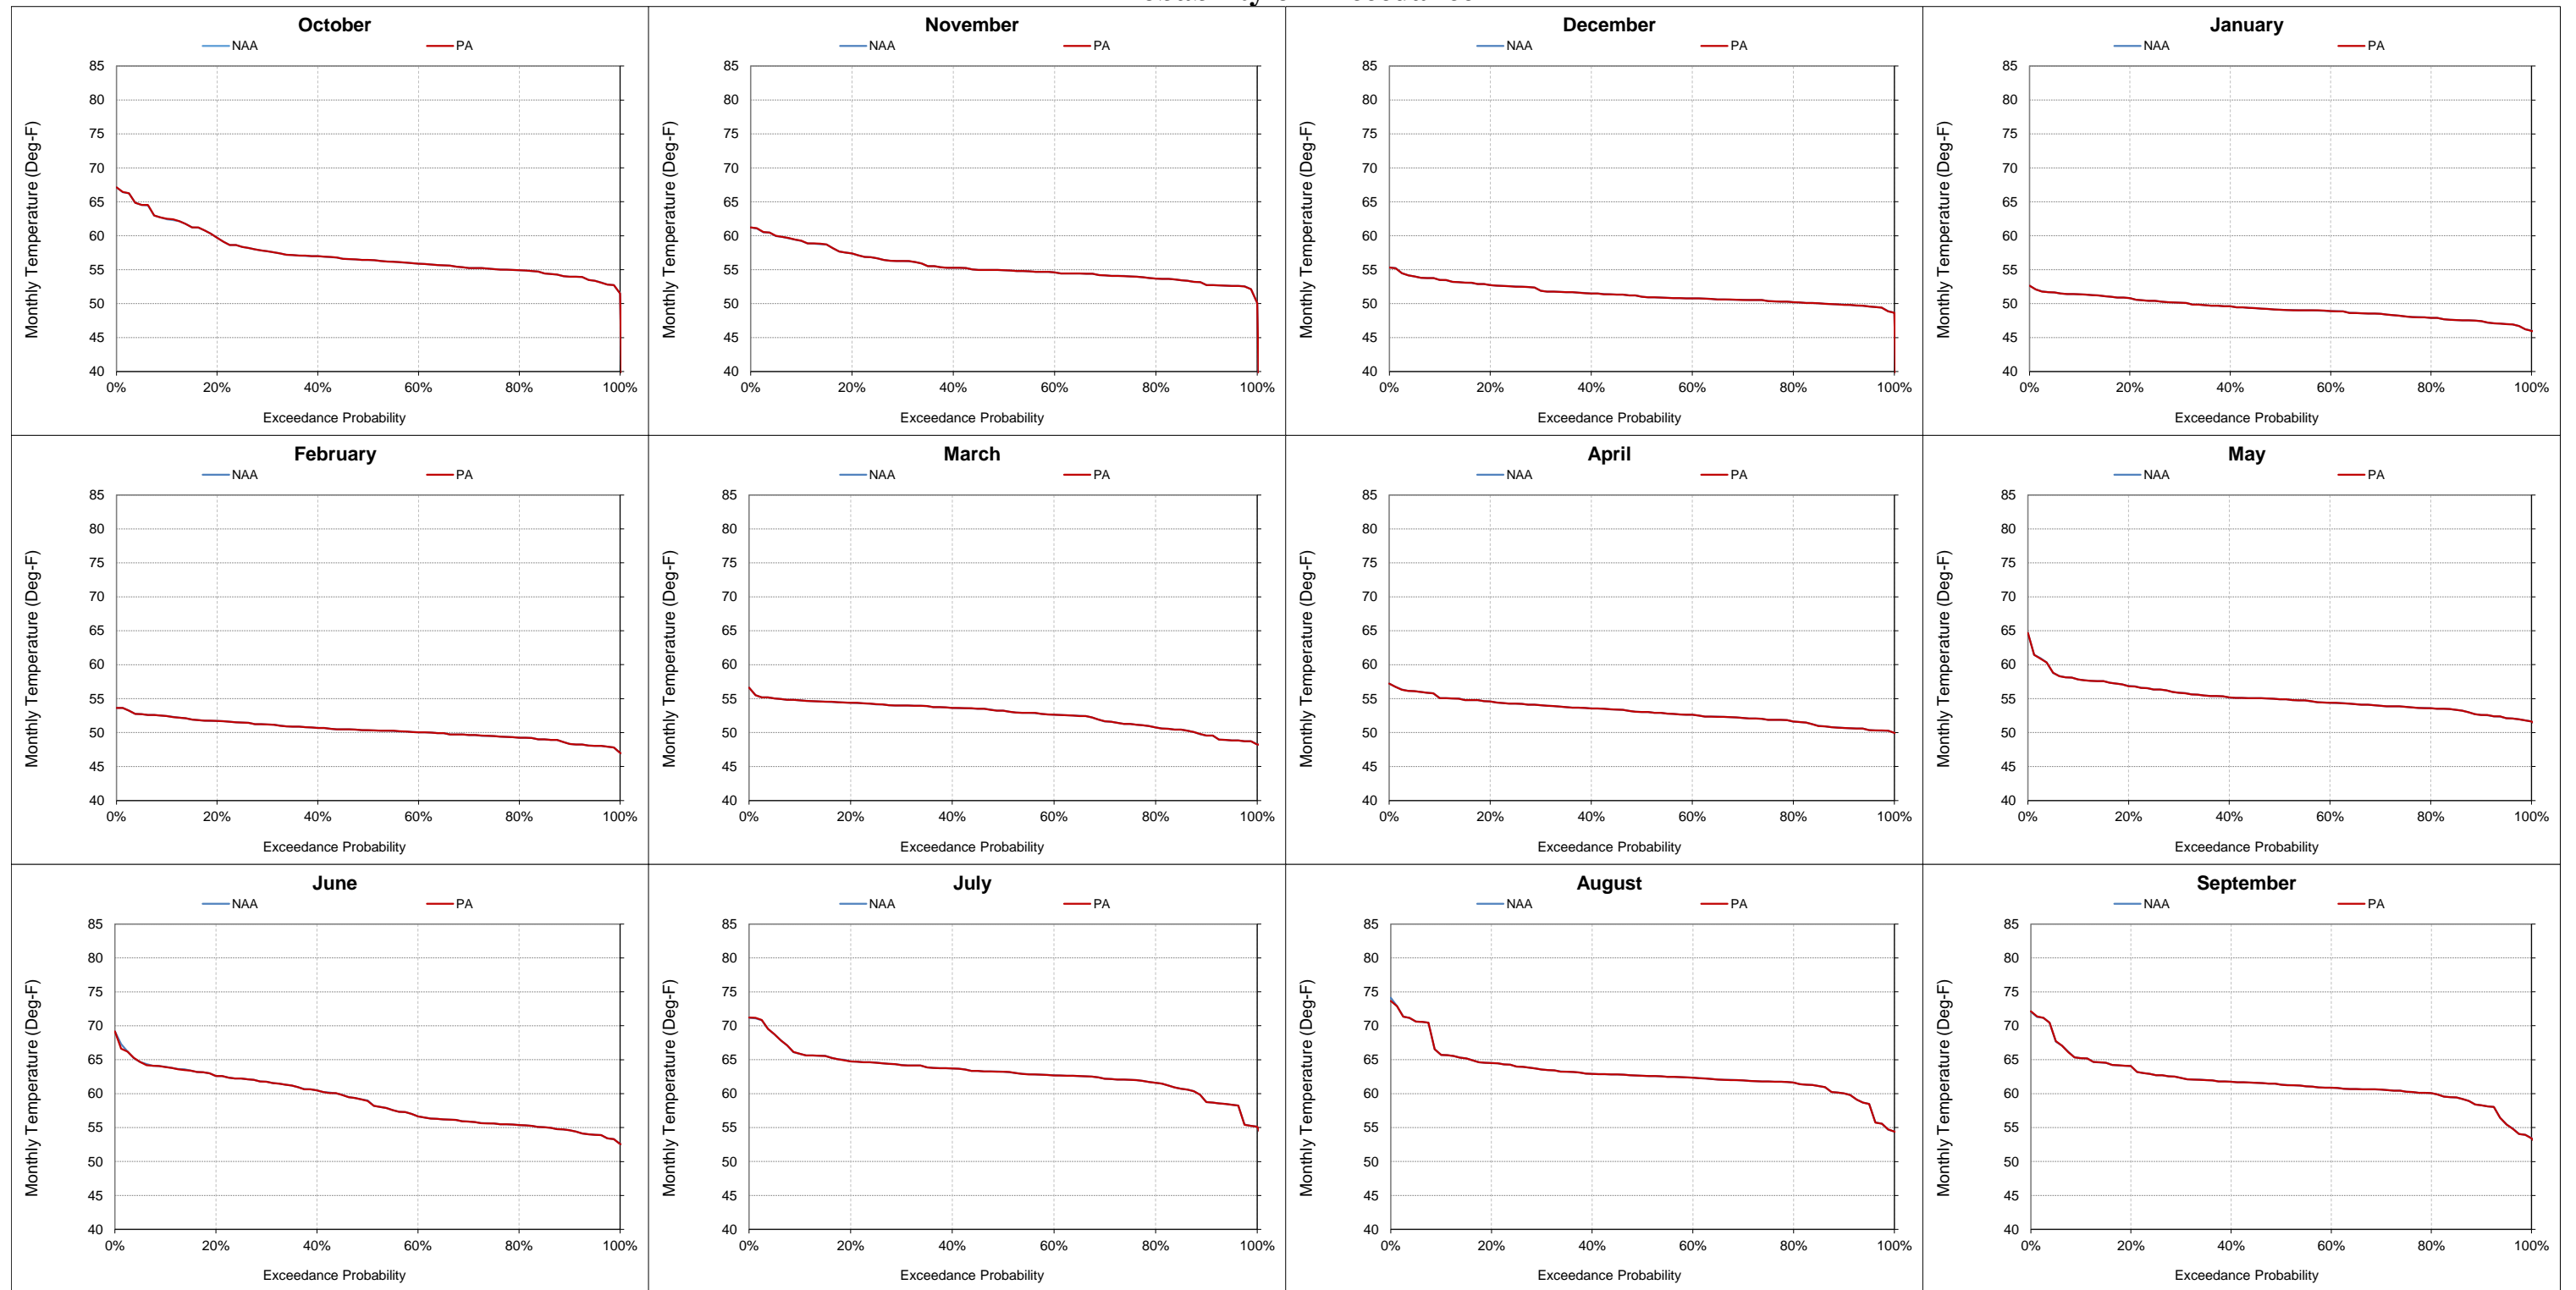 October November December January
NAA PA NAA PA NAA PA NAA PA
Monthly Temperature (Deg-F) Monthly Temperature (Deg-F) Monthly Temperature (Deg-F) Monthly Temperature (Deg-F)
85 85 85 85
80 80 80 80
75 75 75 75
70 70 70 70
65 65 65 65
60 60 60 60
55 55 55 55
50 50 50 50
45 45 45 45
40 40 40 40
0% 20% 40% 60% 80% 100% 0% 20% 40% 60% 80% 100% 0% 20% 40% 60% 80% 100% 0% 20% 40% 60% 80% 100%
Exceedance Probability Exceedance Probability Exceedance Probability Exceedance Probability
February March April May
NAA PA NAA PA NAA PA NAA PA
Monthly Temperature (Deg-F) Monthly Temperature (Deg-F) Monthly Temperature (Deg-F) Monthly Temperature (Deg-F)
85 85 85 85
80 80 80 80
75 75 75 75
70 70 70 70
65 65 65 65
60 60 60 60
55 55 55 55
50 50 50 50
45 45 45 45
40 40 40 40
0% 20% 40% 60% 80% 100% 0% 20% 40% 60% 80% 100% 0% 20% 40% 60% 80% 100% 0% 20% 40% 60% 80% 100%
Exceedance Probability Exceedance Probability Exceedance Probability Exceedance Probability
June July August September
NAA PA NAA PA NAA PA NAA PA
Monthly Temperature (Deg-F) Monthly Temperature (Deg-F) Monthly Temperature (Deg-F) Monthly Temperature (Deg-F)
85 85 85 85
80 80 80 80
75 75 75 75
70 70 70 70
65 65 65 65
60 60 60 60
55 55 55 55
50 50 50 50
45 45 45 45
40 40 40 40
0% 20% 40% 60% 80% 100% 0% 20% 40% 60% 80% 100% 0% 20% 40% 60% 80% 100% 0% 20% 40% 60% 80% 100%
Exceedance Probability Exceedance Probability Exceedance Probability Exceedance Probability